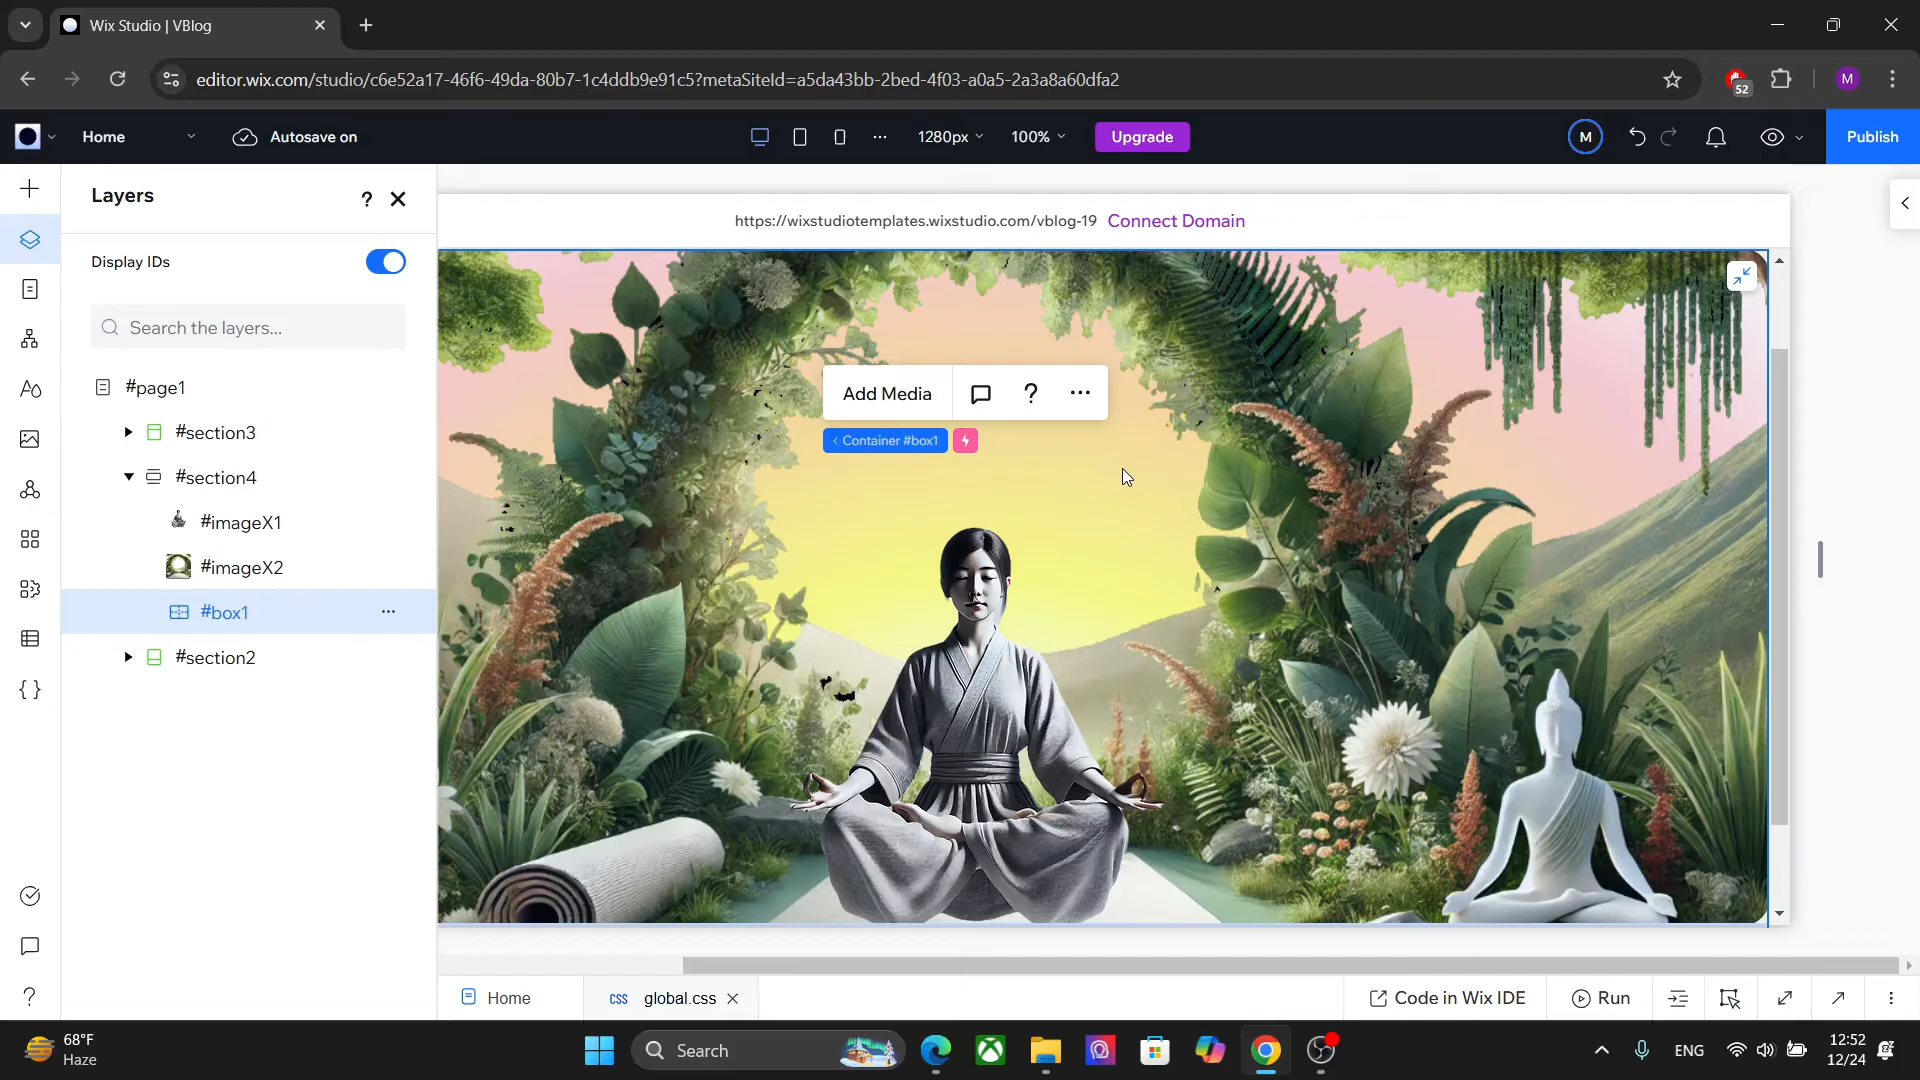 Wix Studio | VBlog
editor.wix.com/studio/c6e52a17-46f6-49da-80b7-1c4ddb9e91c5?metaSiteId=a5da43bb-2bed-4f03-a0a5-2a3a8a60dfa2
52
M
Home
Autosave on
1280px
100%
Upgrade
M
Publish
Layers
?
https://wixstudiotemplates.wixstudio.com/vblog-19 Connect Domain
Display IDs
Search the layers...
#page1
#section3
#section4
#imageX1
#imageX2
#box1
#section2
Add Media
?
Container #box1
{ }
?
Home
CSS global.css
Code in Wix IDE
Run
68°F
Haze
Search
ENG
12:52
12/24